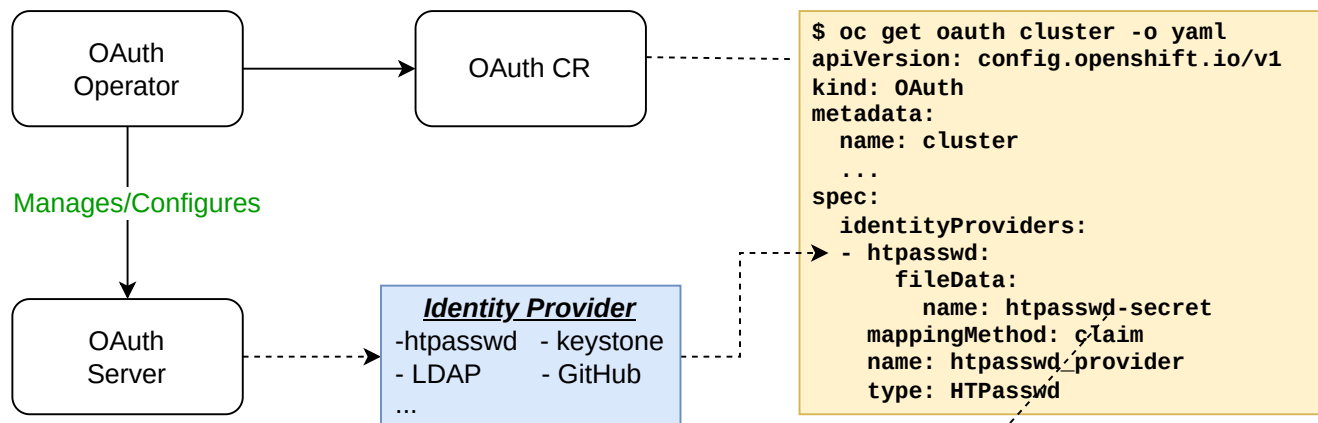 OAuth
Operator
OAuth CR
Manages/Configures
OAuth
Server
Identity Provider
-htpasswd - keystone
- LDAP - GitHub
...
$ oc get oauth cluster -o yaml
apiVersion: config.openshift.io/v1
kind: OAuth
metadata:
  name: cluster
  ...
spec:
  identityProviders:
  - htpasswd:
      fileData:
        name: htpasswd-secret
    mappingMethod: claim
    name: htpasswd_provider
    type: HTPasswd